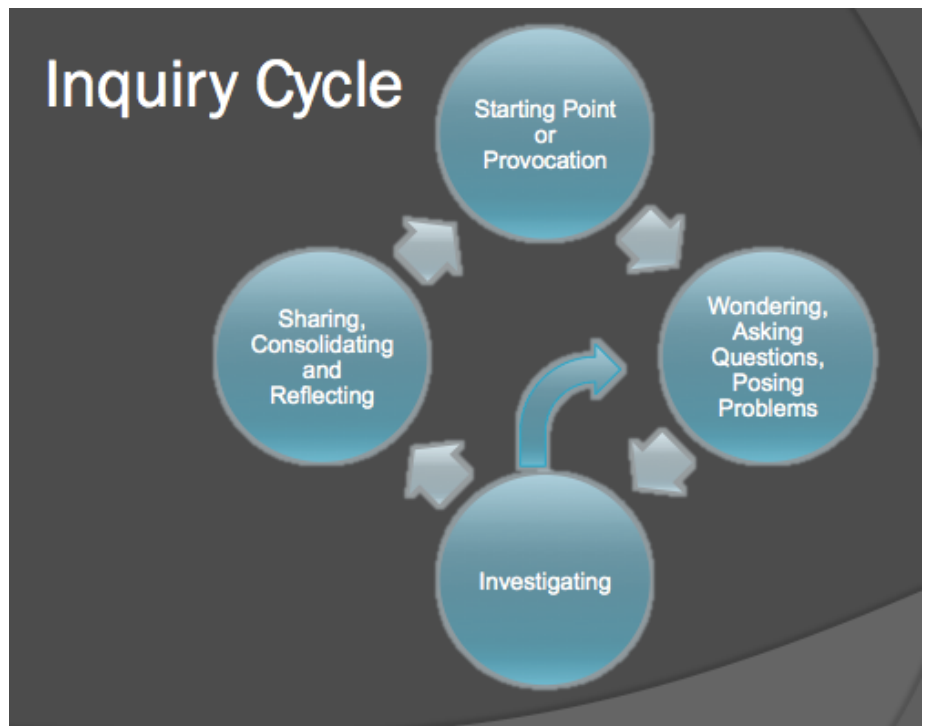 Inquiry Cycle
Starting Point
or
Provocation
Wondering,
Asking
Questions,
Posing
Problems
Investigating
Sharing,
Consolidating
and
Reflecting